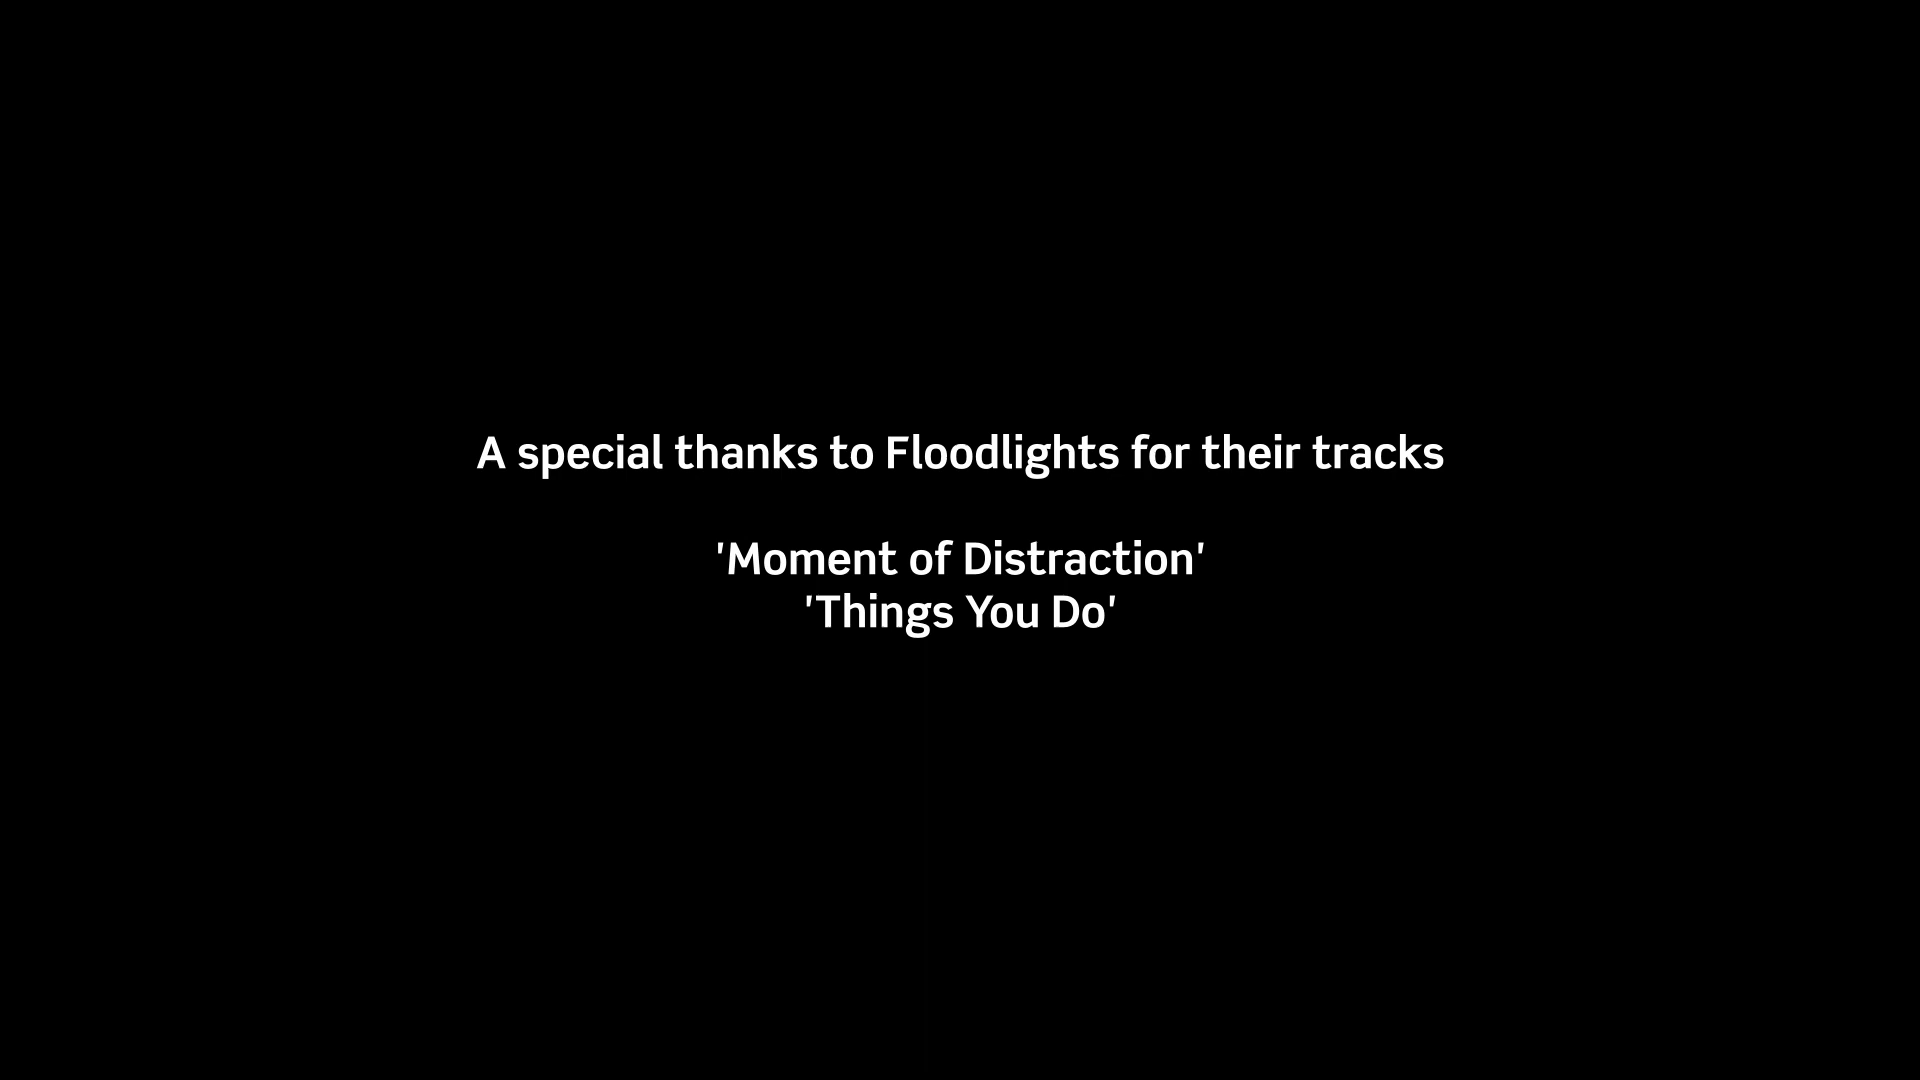 A special thanks to Floodlights for their tracks
'Moment of Distraction'
'Things You Do'